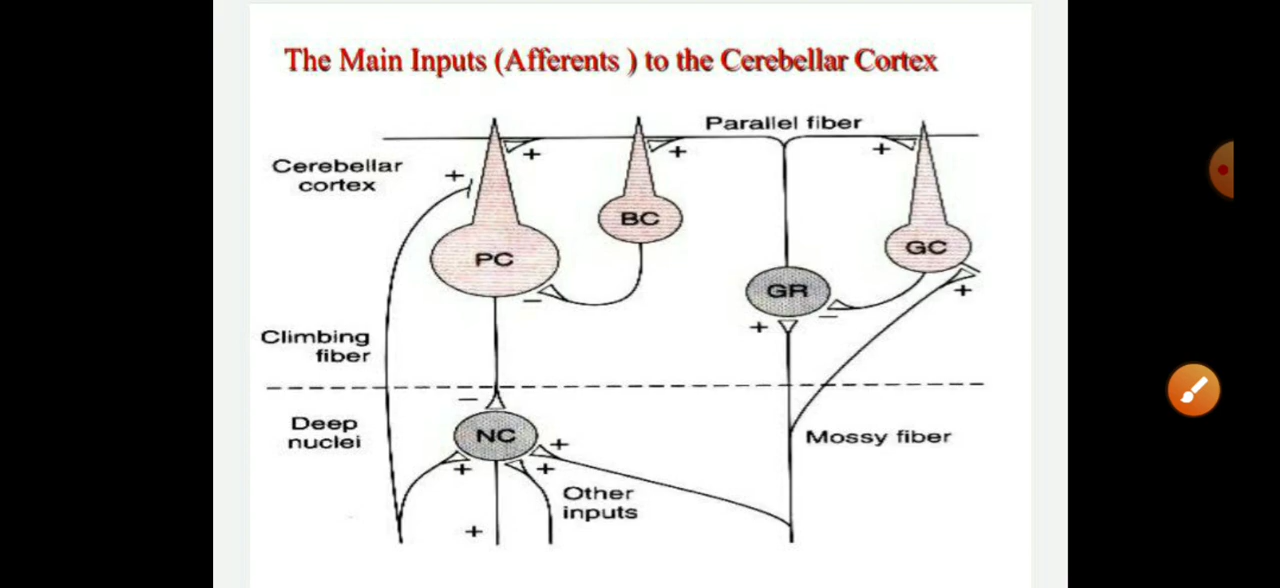 The Main Inputs (Afferents ) to the Cerebellar Cortex
Parallel fiber
+
+
+
Cerebellar
cortex
+
BC
PC
GC
GR
−
−
+
+
Climbing
fiber
−
Deep
nuclei
NC
+
Mossy fiber
+
+
Other
inputs
+